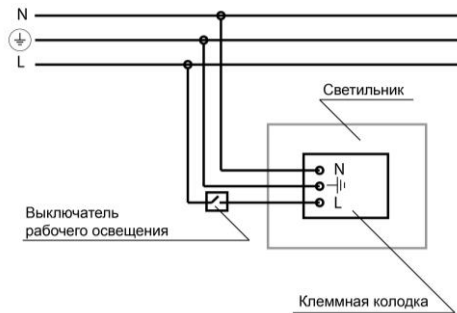 N
L
Светильник
N
L
Выключатель
рабочего освещения
Клеммная колодка